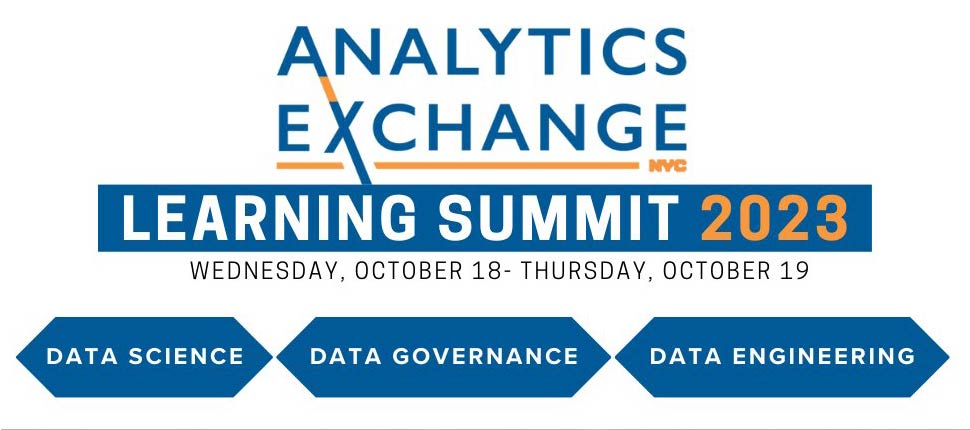 ANALYTICS
EXCHANGE
NYC
LEARNING SUMMIT 2023
WEDNESDAY, OCTOBER 18- THURSDAY, OCTOBER 19
DATA SCIENCE DATA GOVERNANCE DATA ENGINEERING